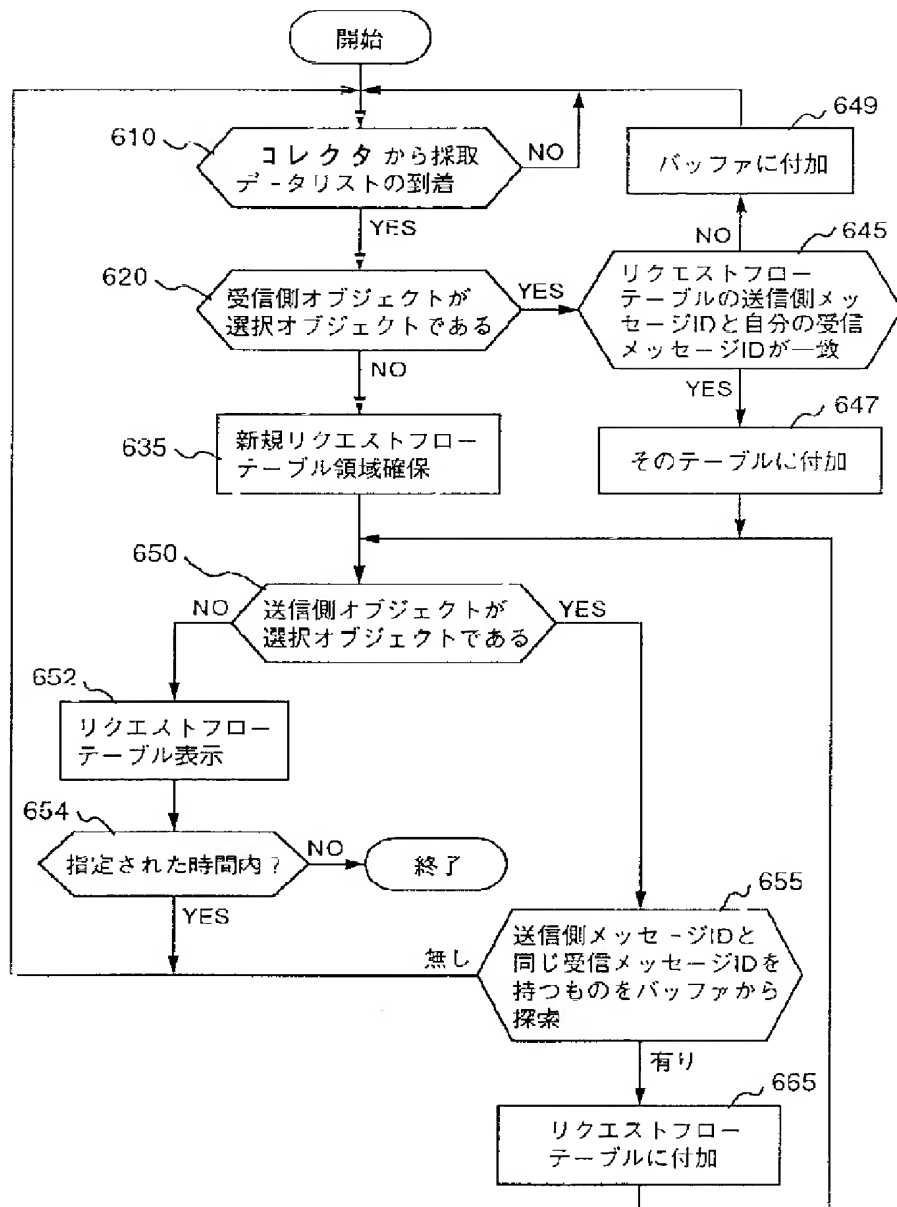 開始
610
コレクタから採取
データリストの到着
NO
YES
649
バッファに付加
NO
645
620
受信側オブジェクトが
選択オブジェクトである
YES
リクエストフロー
テーブルの送信側メッ
セージIDと自分の受信
メッセージIDが一致
NO
YES
635
新規リクエストフロー
テーブル領域確保
647
そのテーブルに付加
650
送信側オブジェクトが
選択オブジェクトである
NO
YES
652
リクエストフロー
テーブル表示
654
指定された時間内?
NO
終了
YES
655
送信側メッセージIDと
同じ受信メッセージIDを
持つものをバッファから
探索
無し
有り
665
リクエストフロー
テーブルに付加